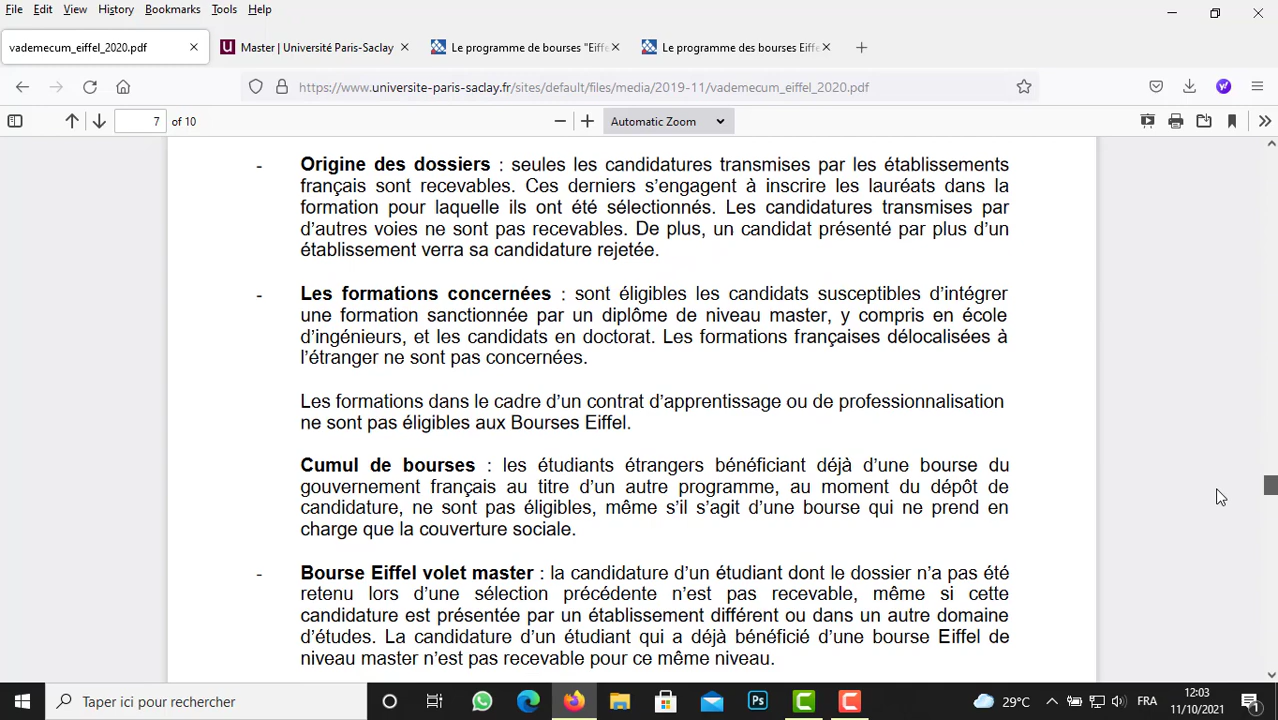 File Edit View History Bookmarks Tools Help
vademecum_eiffel_2020.pdf Master | Université Paris-Saclay Le programme de bourses "Eiffe Le programme des bourses Eiffe
https://www.universite-paris-saclay.fr/sites/default/files/media/2019-11/vademecum_eiffel_2020.pdf
7 of 10 Automatic Zoom
- Origine des dossiers : seules les candidatures transmises par les établissements
français sont recevables. Ces derniers s’engagent à inscrire les lauréats dans la
formation pour laquelle ils ont été sélectionnés. Les candidatures transmises par
d’autres voies ne sont pas recevables. De plus, un candidat présenté par plus d’un
établissement verra sa candidature rejetée.
- Les formations concernées : sont éligibles les candidats susceptibles d’intégrer
une formation sanctionnée par un diplôme de niveau master, y compris en école
d’ingénieurs, et les candidats en doctorat. Les formations françaises délocalisées à
l’étranger ne sont pas concernées.
Les formations dans le cadre d’un contrat d’apprentissage ou de professionnalisation
ne sont pas éligibles aux Bourses Eiffel.
Cumul de bourses : les étudiants étrangers bénéficiant déjà d’une bourse du
gouvernement français au titre d’un autre programme, au moment du dépôt de
candidature, ne sont pas éligibles, même s’il s’agit d’une bourse qui ne prend en
charge que la couverture sociale.
- Bourse Eiffel volet master : la candidature d’un étudiant dont le dossier n’a pas été
retenu lors d’une sélection précédente n’est pas recevable, même si cette
candidature est présentée par un établissement différent ou dans un autre domaine
d’études. La candidature d’un étudiant qui a déjà bénéficié d’une bourse Eiffel de
niveau master n’est pas recevable pour ce même niveau.
Taper ici pour rechercher Ps 29°C FRA 12:03
11/10/2021 1